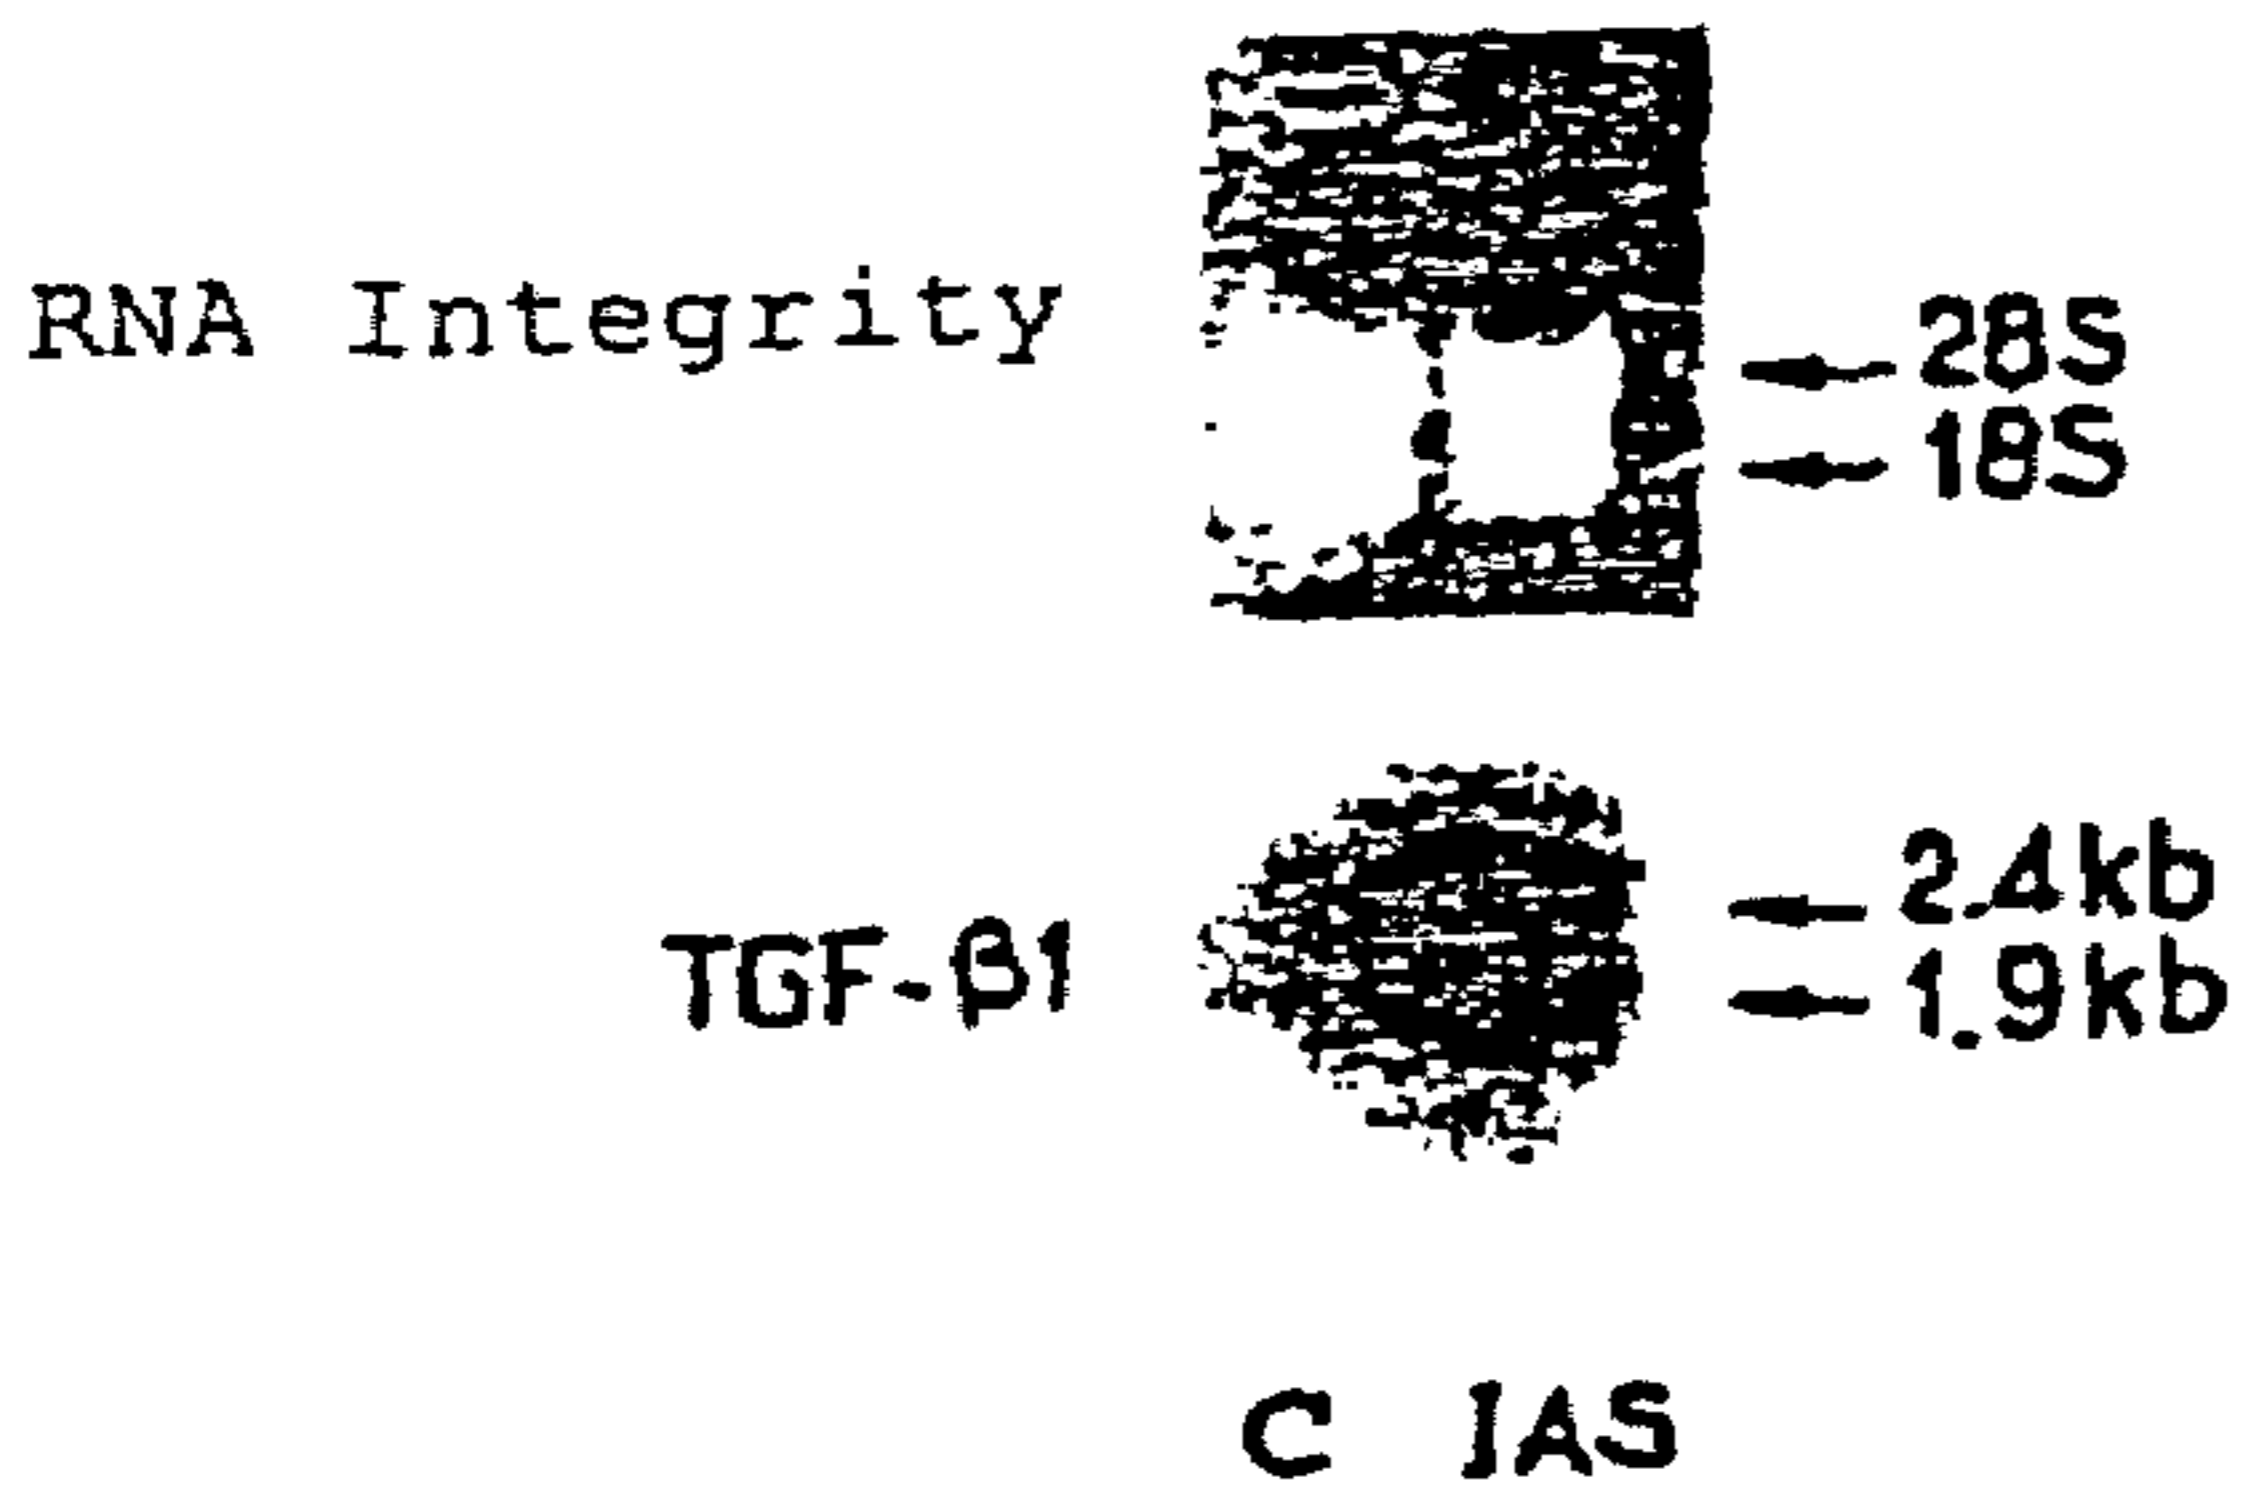 RNA Integrity
28S
18S
TGF-β1
2.4kb
1.9kb
C IAS